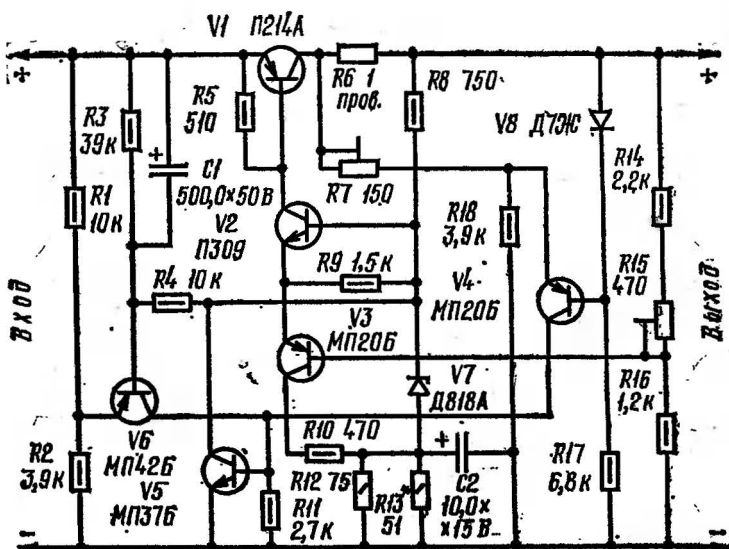 V1 П214А
+
R6 1
пров.
R8 750
+
R3
39к
R5
510
V8 Д7Ж
R14
2,2к
R1
10к
+
С1
500,0×50В
R7 150
R18
3,9к
V2
П309
R4 10к
R9 1,5к
V4
МП20Б
R15
470
Вход
Выход
V3
МП20Б
V7
Д818А
R16
1,2к
R2
3,9к
V6
МП42Б
V5
МП37Б
R10 470
+
R12 75
R13*
51
С2
10,0×
×15В
R17
6,8к
R11
2,7к
-
-